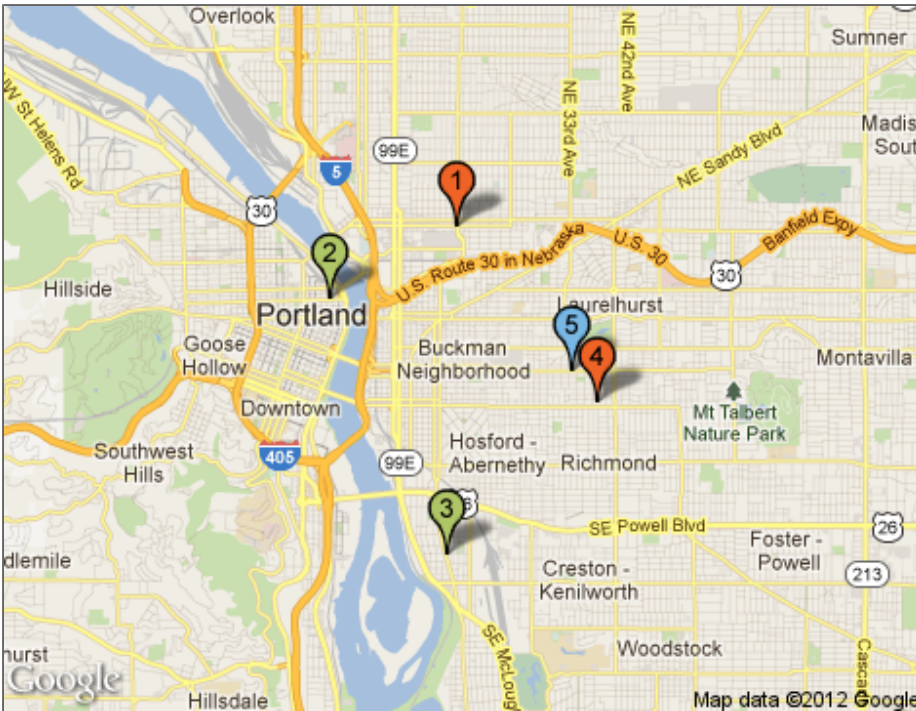 Overlook
Sumner
NE 42nd Ave
NE 33rd Ave
NW St Helens Rd
NE Sandy Blvd
Madis
Sout
99E
5
1
30
2
U.S. Route 30 in Nebraska
U.S. 30
Banfield Expy
30
Hillside
Laurelhurst
Portland
5
Goose
Hollow
Buckman
Neighborhood
4
Montavilla
Downtown
Mt Talbert
Nature Park
Southwest
Hills
405
99E
Hosford -
Abernethy
Richmond
3
6
SE Powell Blvd
26
dlemile
Foster -
Powell
Creston -
Kenilworth
213
SE McLoug
Woodstock
Cascad
hurst
Google
Hillsdale
Map data ©2012 Google